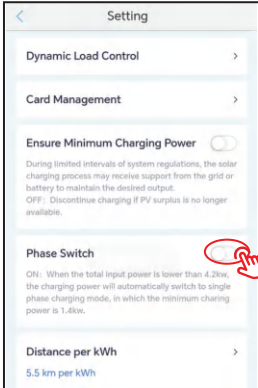 Setting
Dynamic Load Control
Card Management
Ensure Minimum Charging Power
During limited intervals of system regulations, the solar
charging process may receive support from the grid or
battery to maintain the desired output.
OFF: Discontinue charging if PV surplus is no longer
available.
Phase Switch
ON: When the total input power is lower than 4.2kw,
the charging power will automatically switch to single
phase charging mode, in which the minimum charing
power is 1.4kw.
Distance per kWh
5.5 km per kWh